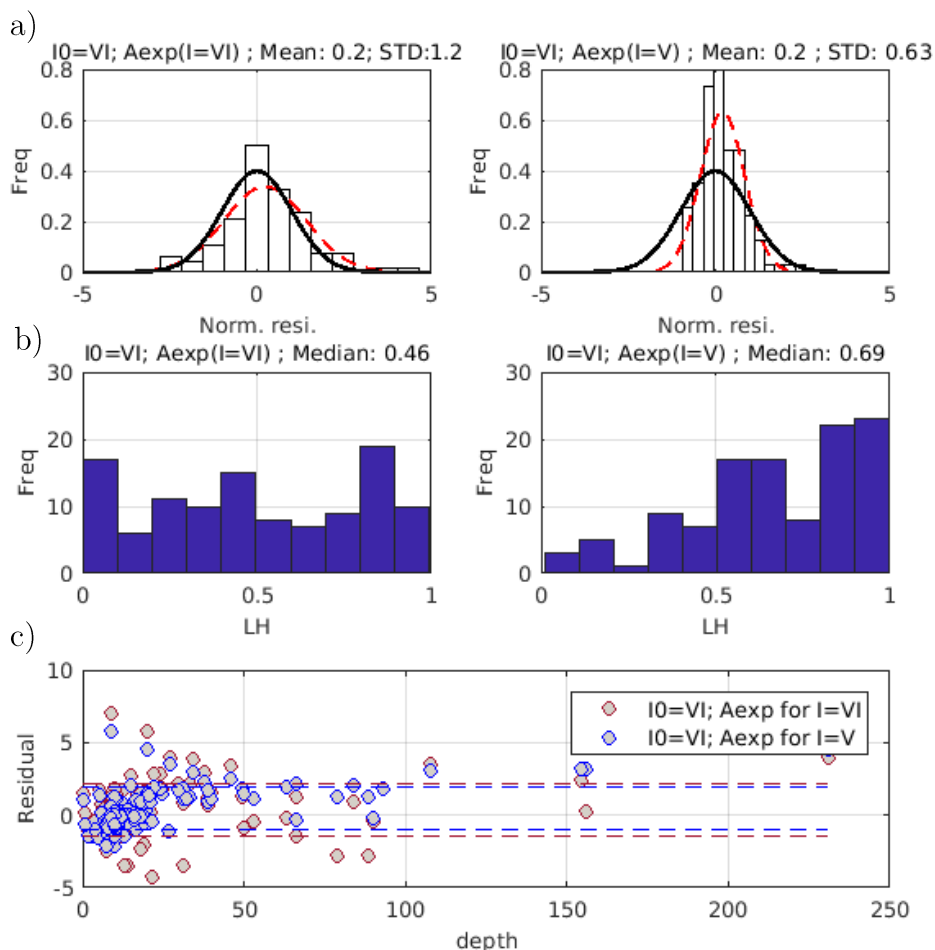 a)
I0=VI; Aexp(I=VI) ; Mean: 0.2; STD:1.2
I0=VI; Aexp(I=V) ; Mean: 0.2 ; STD: 0.63
0.8
0.6
0.4
0.2
0
Freq
-5
0
5
Norm. resi.
0.8
0.6
0.4
0.2
0
Freq
-5
0
5
Norm. resi.
b)
I0=VI; Aexp(I=VI) ; Median: 0.46
I0=VI; Aexp(I=V) ; Median: 0.69
30
20
10
0
Freq
0
0.5
1
LH
30
20
10
0
Freq
0
0.5
1
LH
c)
10
5
0
-5
Residual
I0=VI; Aexp for I=VI
I0=VI; Aexp for I=V
0
50
100
150
200
250
depth